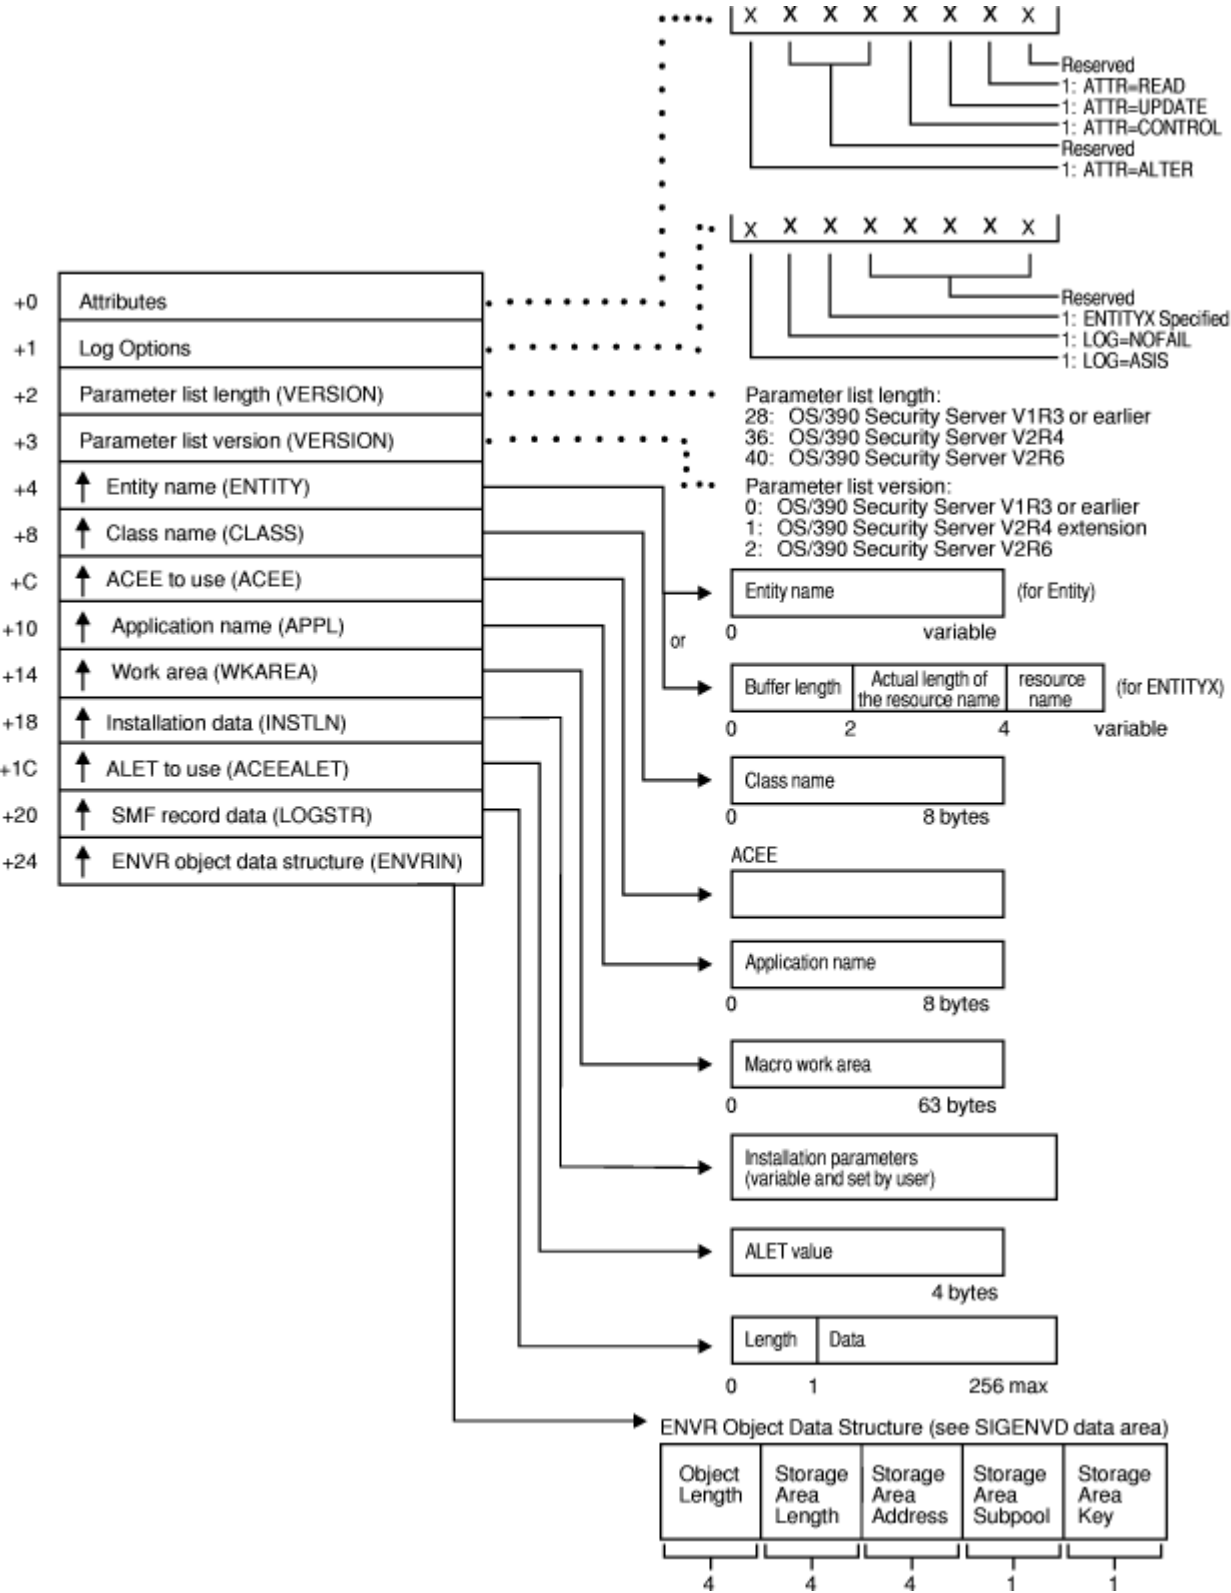 X X X X X X X X
Reserved
1: ATTR=READ
1: ATTR=UPDATE
1: ATTR=CONTROL
Reserved
1: ATTR=ALTER
X X X X X X X X
Reserved
1: ENTITYX Specified
1: LOG=NOFAIL
1: LOG=ASIS
+0 Attributes
+1 Log Options
+2 Parameter list length (VERSION)
+3 Parameter list version (VERSION)
+4 Entity name (ENTITY)
+8 Class name (CLASS)
+C ACEE to use (ACEE)
+10 Application name (APPL)
+14 Work area (WKAREA)
+18 Installation data (INSTLN)
+1C ALET to use (ACEEALET)
+20 SMF record data (LOGSTR)
+24 ENVR object data structure (ENVRIN)
Parameter list length:
28: OS/390 Security Server V1R3 or earlier
36: OS/390 Security Server V2R4
40: OS/390 Security Server V2R6
Parameter list version:
0: OS/390 Security Server V1R3 or earlier
1: OS/390 Security Server V2R4 extension
2: OS/390 Security Server V2R6
Entity name (for Entity)
0 variable
or
Buffer length
Actual length of
the resource name
resource
name
(for ENTITYX)
0 2 4 variable
Class name
0 8 bytes
ACEE
Application name
0 8 bytes
Macro work area
0 63 bytes
Installation parameters
(variable and set by user)
ALET value
4 bytes
Length Data
0 1 256 max
ENVR Object Data Structure (see SIGENVD data area)
Object
Length
Storage
Area
Length
Storage
Area
Address
Storage
Area
Subpool
Storage
Area
Key
4 4 4 1 1